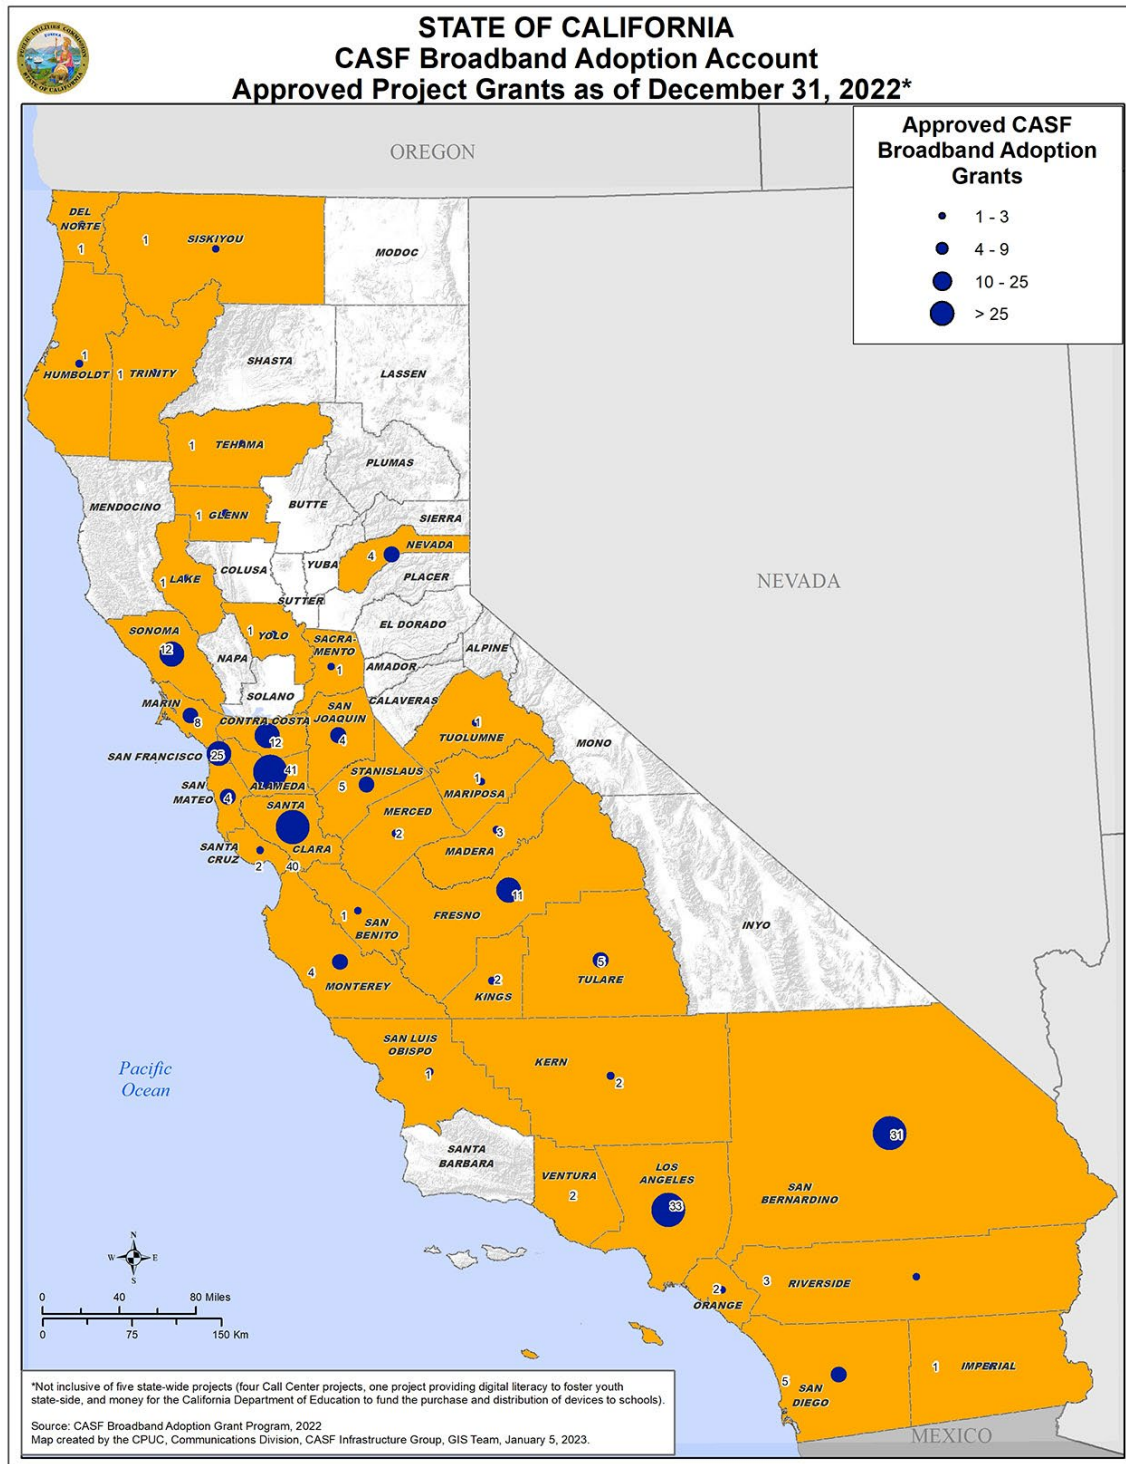 STATE OF CALIFORNIA
CASF Broadband Adoption Account
Approved Project Grants as of December 31, 2022*
Approved CASF
Broadband Adoption
Grants
1 - 3
4 - 9
10 - 25
> 25
OREGON
NEVADA
MEXICO
Pacific
Ocean
DEL
NORTE
1
1
SISKIYOU
MODOC
1
HUMBOLDT
1
TRINITY
SHASTA
LASSEN
1
TEHAMA
PLUMAS
MENDOCINO
1
GLENN
BUTTE
SIERRA
4
NEVADA
1
LAKE
COLUSA
YUBA
PLACER
SUTTER
EL DORADO
SONOMA
12
NAPA
1
YOLO
SACRA-
MENTO
1
AMADOR
ALPINE
SOLANO
CALAVERAS
MARIN
8
CONTRA COSTA
12
SAN
JOAQUIN
4
1
TUOLUMNE
MONO
SAN FRANCISCO
25
41
ALAMEDA
STANISLAUS
5
1
MARIPOSA
SAN
MATEO
4
SANTA
CLARA
40
MERCED
2
3
MADERA
SANTA
CRUZ
2
1
SAN
BENITO
FRESNO
11
INYO
4
MONTEREY
2
KINGS
5
TULARE
SAN LUIS
OBISPO
1
KERN
2
SANTA
BARBARA
VENTURA
2
LOS
ANGELES
33
31
SAN
BERNARDINO
2
ORANGE
3
RIVERSIDE
5
SAN
DIEGO
1
IMPERIAL
N
W
E
S
0 40 80 Miles
0 75 150 Km
*Not inclusive of five state-wide projects (four Call Center projects, one project providing digital literacy to foster youth
state-side, and money for the California Department of Education to fund the purchase and distribution of devices to schools).
Source: CASF Broadband Adoption Grant Program, 2022
Map created by the CPUC, Communications Division, CASF Infrastructure Group, GIS Team, January 5, 2023.